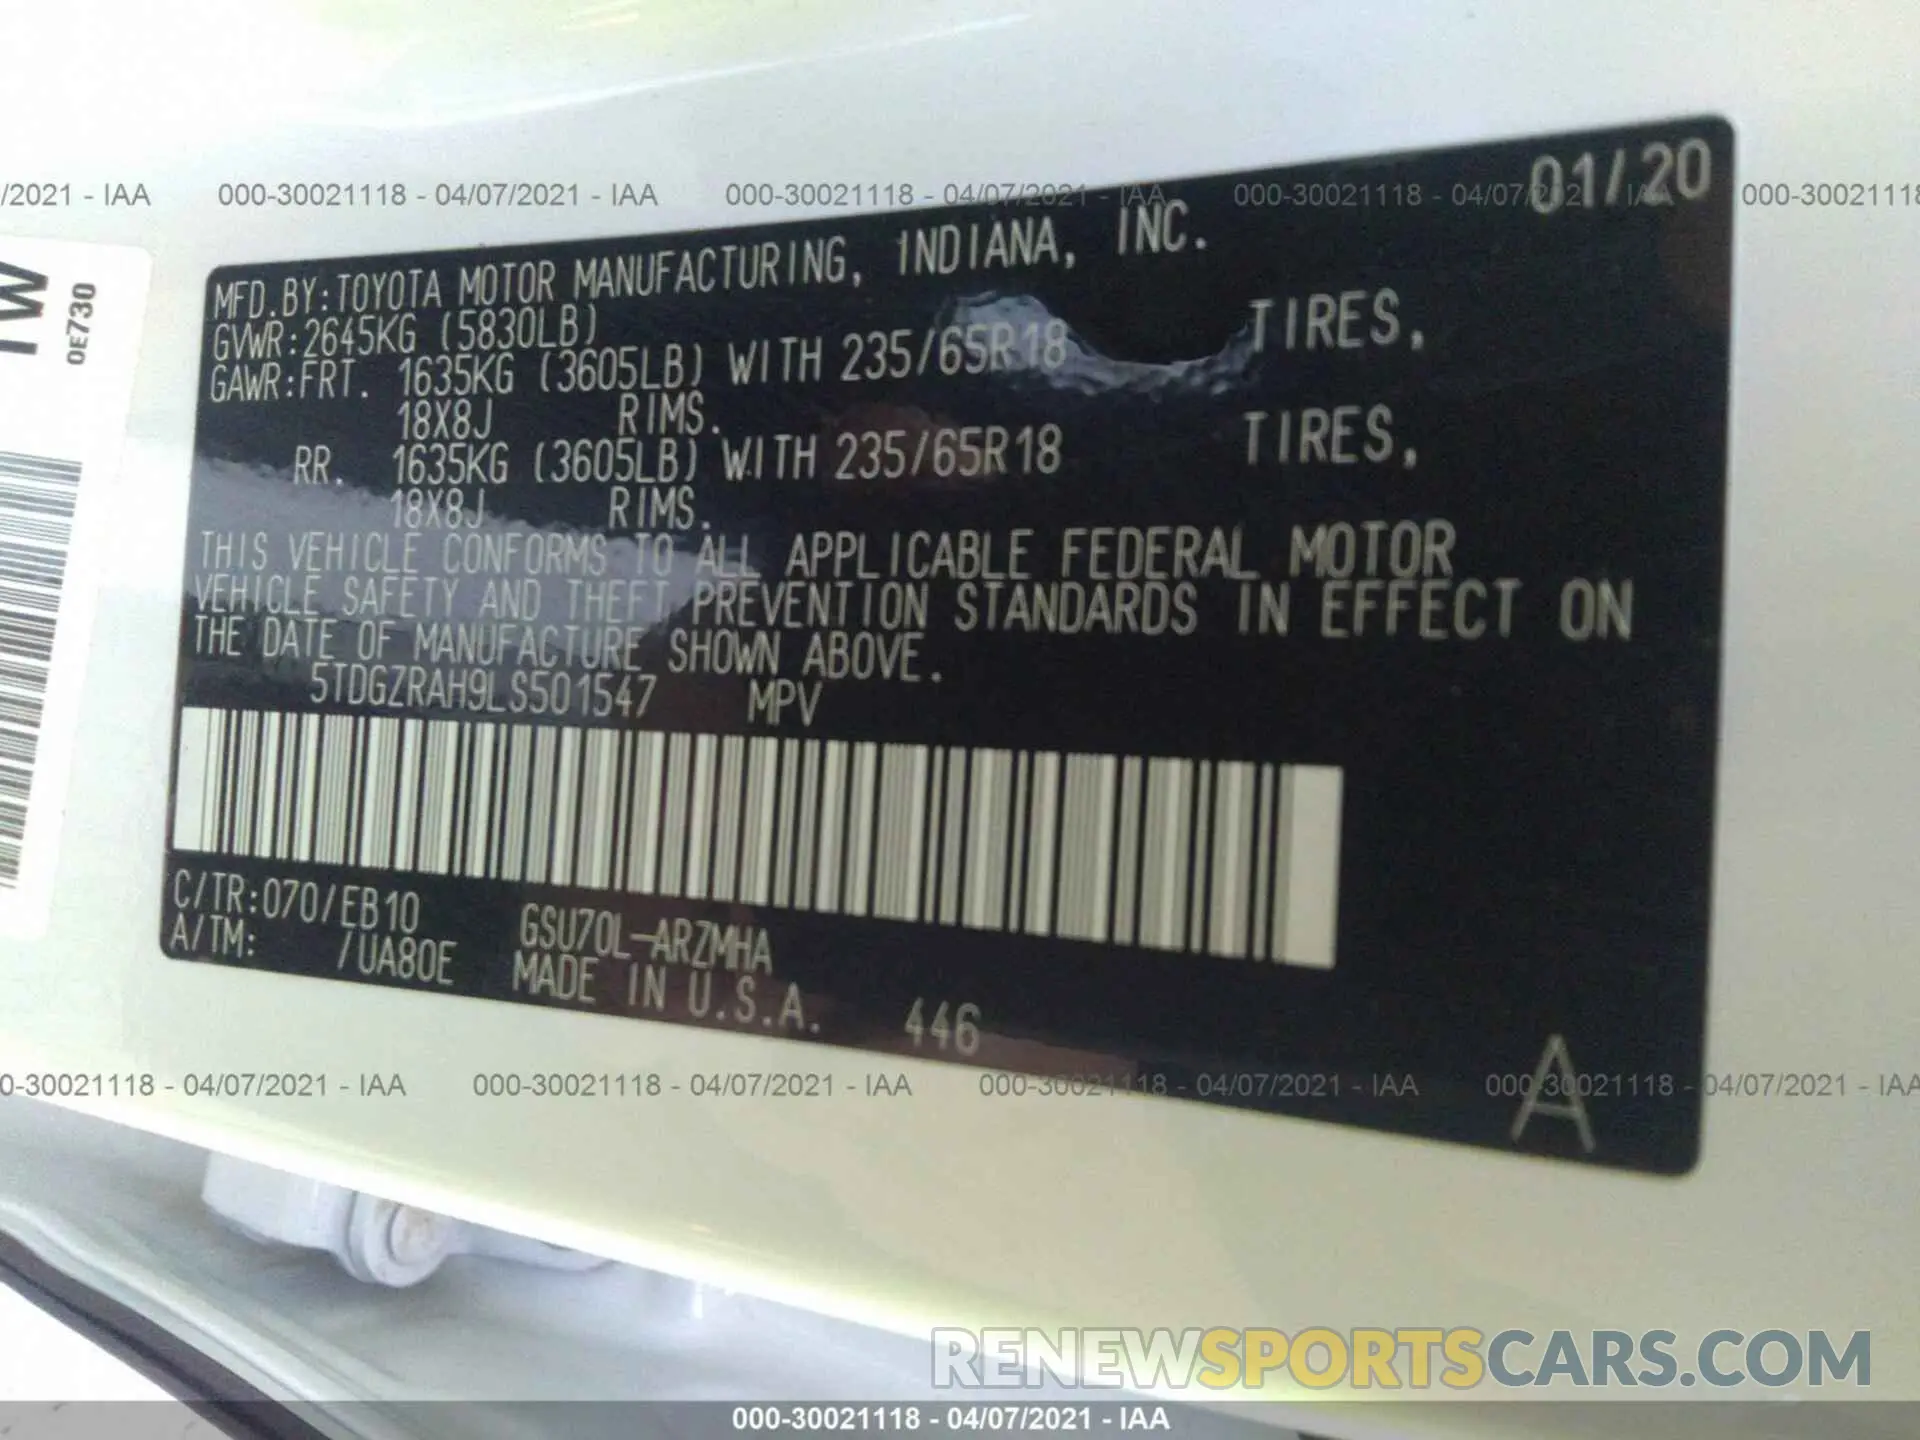 01/20
/2021 - IAA 000-30021118 - 04/07/2021 - IAA 000-30021118 - 04/07/2021 - IAA 000-30021118 - 04/07/2021 - IAA 000-30021118
MFD.BY:TOYOTA MOTOR MANUFACTURING, INDIANA, INC.
GVWR:2645KG (5830LB)
GAWR:FRT. 1635KG (3605LB) WITH 235/65R18 TIRES,
18X8J RIMS.
RR. 1635KG (3605LB) WITH 235/65R18 TIRES,
18X8J RIMS.
THIS VEHICLE CONFORMS TO ALL APPLICABLE FEDERAL MOTOR
VEHICLE SAFETY AND THEFT PREVENTION STANDARDS IN EFFECT ON
THE DATE OF MANUFACTURE SHOWN ABOVE.
5TDGZRAH9LS501547 MPV
C/TR:070/EB10 GSU70L-ARZMHA
A/TM: /UA80E MADE IN U.S.A. 446
A
0E730
0-30021118 - 04/07/2021 - IAA 000-30021118 - 04/07/2021 - IAA 000-30021118 - 04/07/2021 - IAA 000-30021118 - 04/07/2021 - IAA
RENEWSPORTSCARS.COM
000-30021118 - 04/07/2021 - IAA